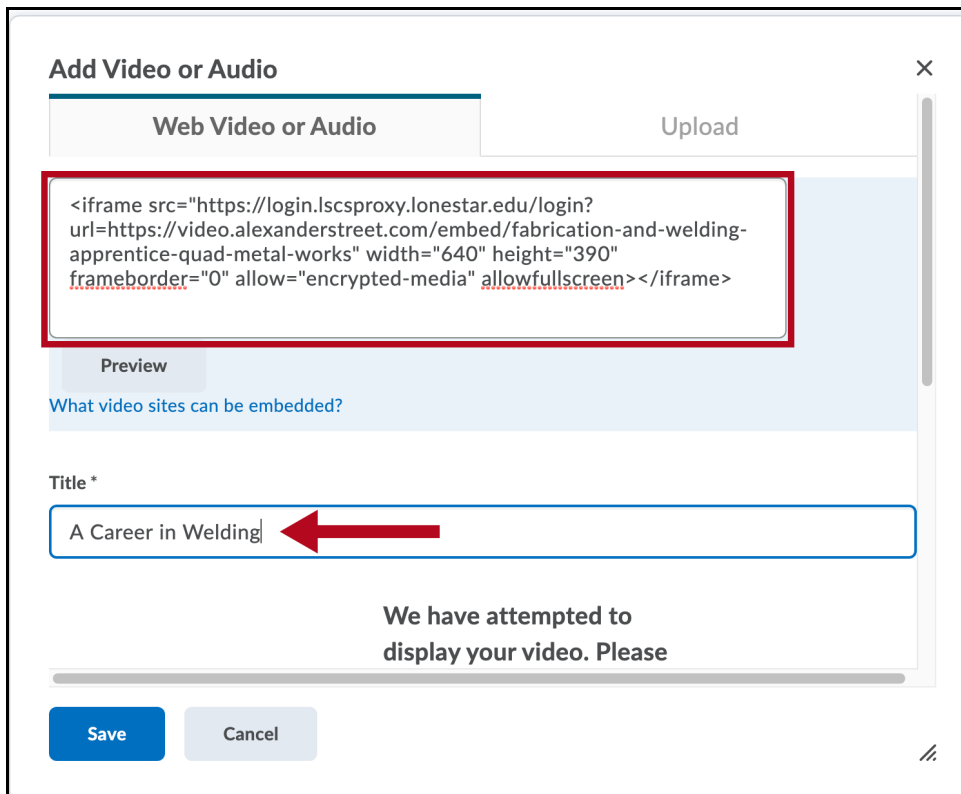 Add Video or Audio
Web Video or Audio
Upload
<iframe src="https://login.lscsproxy.lonestar.edu/login?
url=https://video.alexanderstreet.com/embed/fabrication-and-welding-
apprentice-quad-metal-works" width="640" height="390"
frameborder="0" allow="encrypted-media" allowfullscreen></iframe>
Preview
What video sites can be embedded?
Title *
A Career in Welding
We have attempted to
display your video. Please
Save
Cancel